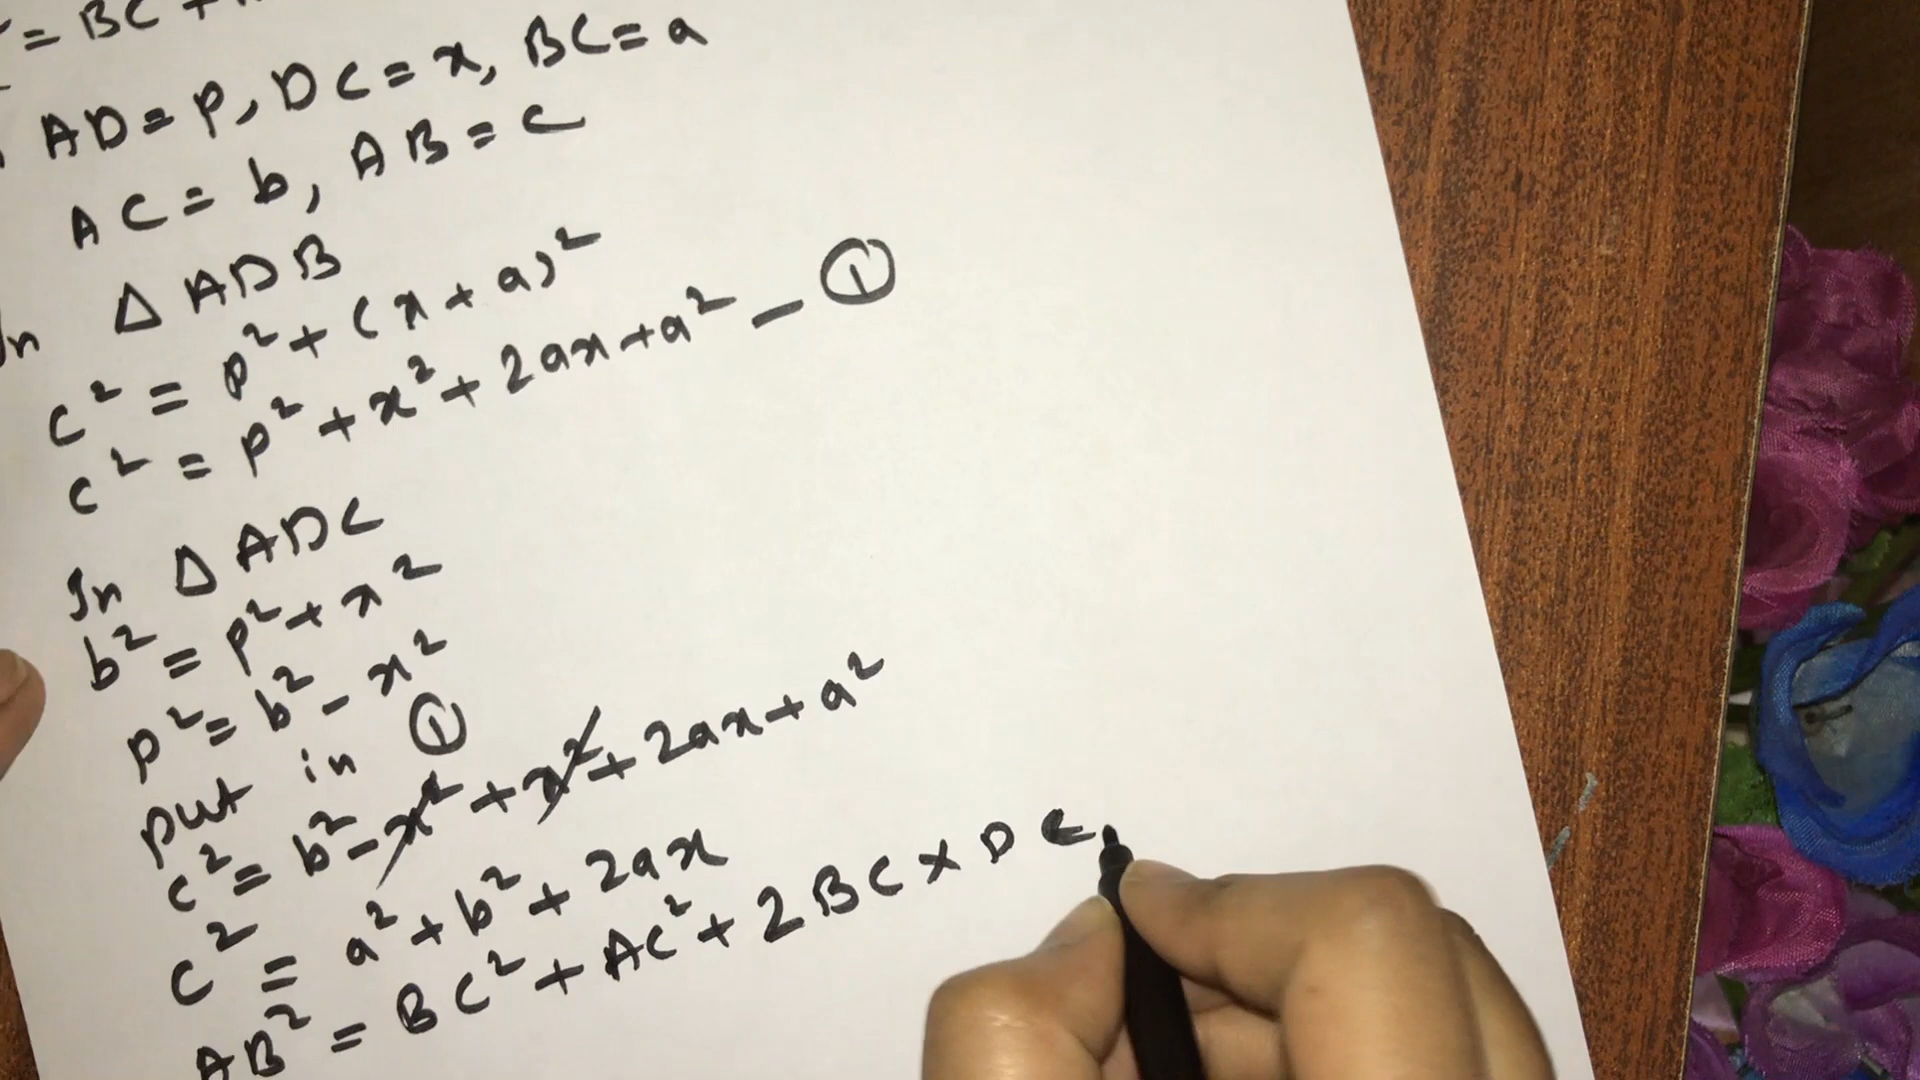 = BC +
AD = p, DC = x, BC = a
AC = b, AB = c
In △ ADB
c² = p² + (x + a)²
c² = p² + x² + 2ax + a² — ①
In △ ADC
b² = p² + x²
p² = b² - x²
put in ①
c² = b² - x² + x² + 2ax + a²
c² = a² + b² + 2ax
AB² = BC² + AC² + 2BC × DC